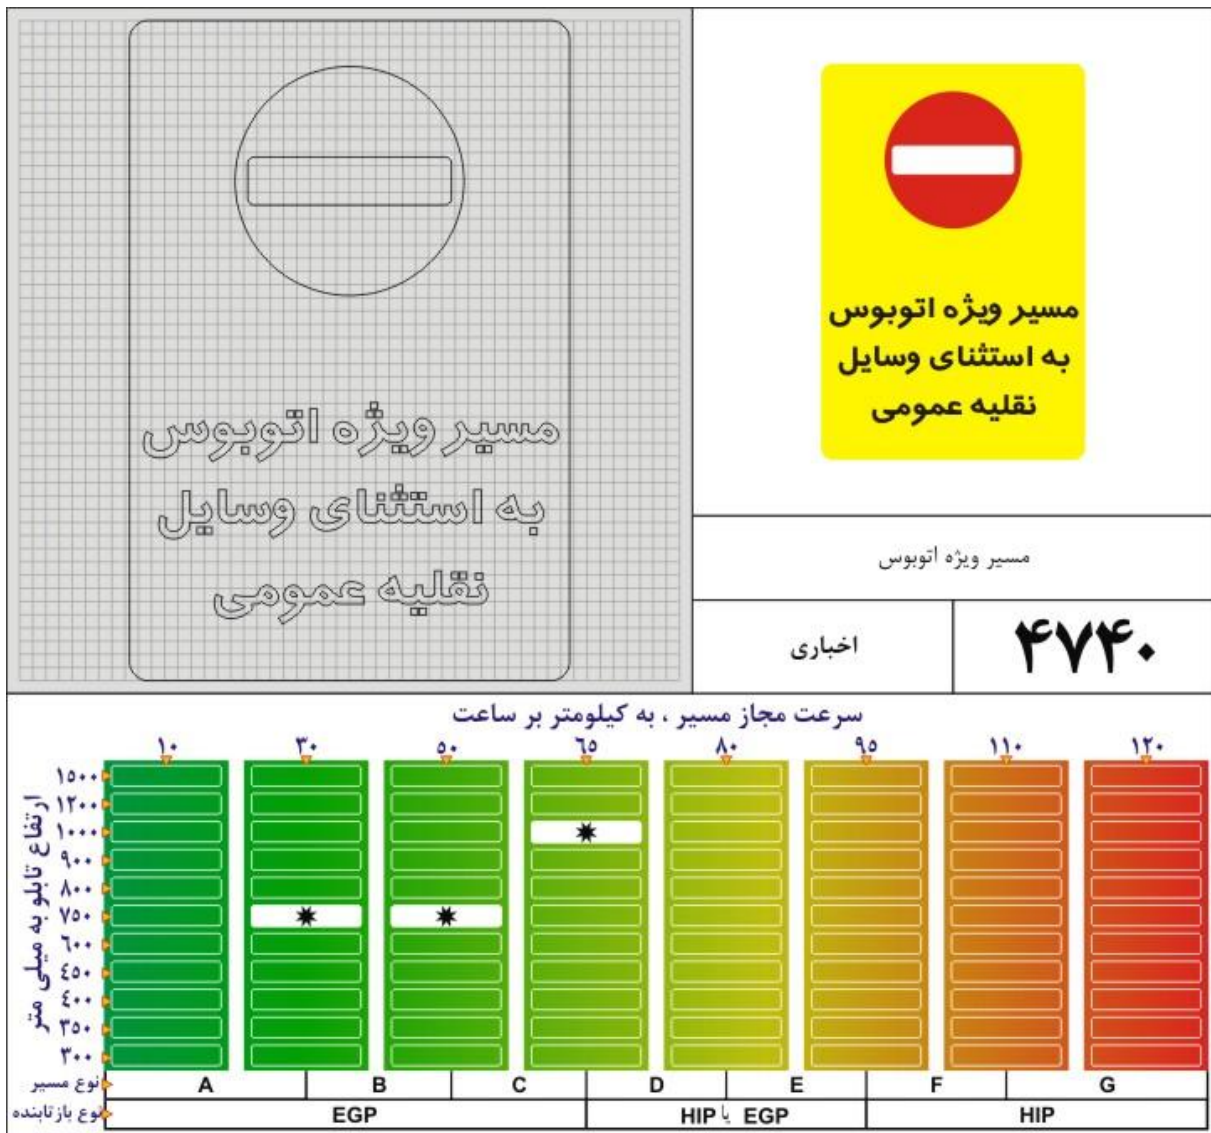 مسیر ویژه اتوبوس
به استثنای وسایل
نقلیه عمومی
مسیر ویژه اتوبوس
به استثنای وسایل
نقلیه عمومی
مسیر ویژه اتوبوس
۴۷۴۰
اخباری
سرعت مجاز مسیر ، به کیلومتر بر ساعت
۱۰ ۳۰ ۵۰ ۶۵ ۸۰ ۹۵ ۱۱۰ ۱۲۰
ارتفاع تابلو به میلی متر
۱۵۰۰
۱۲۰۰
۱۰۰۰
۹۰۰
۸۰۰
۷۵۰
۶۰۰
٤۵۰
٤۰۰
۳۵۰
۳۰۰
نوع مسیر A B C D E F G
نوع بازتابنده EGP HIP یا EGP HIP